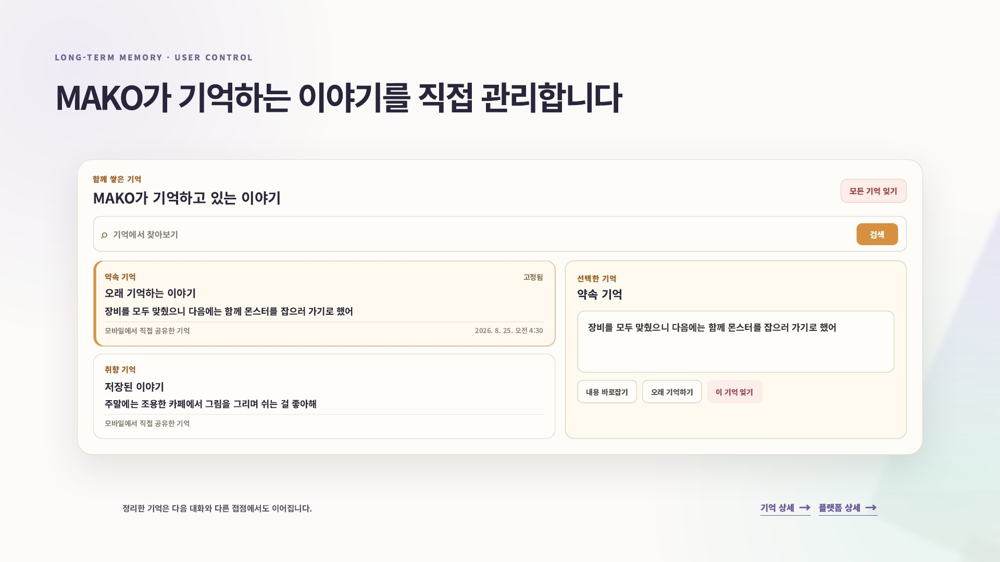 LONG-TERM MEMORY · USER CONTROL
MAKO가 기억하는 이야기를 직접 관리합니다
함께 쌓은 기억
MAKO가 기억하고 있는 이야기
모든 기억 잊기
기억에서 찾아보기
검색
약속 기억
고정됨
오래 기억하는 이야기
장비를 모두 맞췄으니 다음에는 함께 몬스터를 잡으러 가기로 했어
모바일에서 직접 공유한 기억
2026. 8. 25. 오전 4:30
취향 기억
저장된 이야기
주말에는 조용한 카페에서 그림을 그리며 쉬는 걸 좋아해
모바일에서 직접 공유한 기억
선택한 기억
약속 기억
장비를 모두 맞췄으니 다음에는 함께 몬스터를 잡으러 가기로 했어
내용 바로잡기
오래 기억하기
이 기억 잊기
정리한 기억은 다음 대화와 다른 접점에서도 이어집니다.
기억 상세 →
플랫폼 상세 →